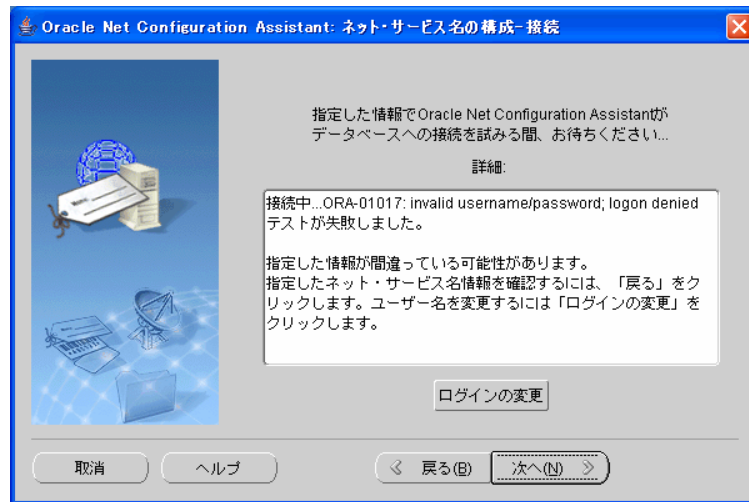 Oracle Net Configuration Assistant: ネット・サービス名の構成-接続
指定した情報でOracle Net Configuration Assistantが
データベースへの接続を試みる間、お待ちください...
詳細:
接続中...ORA-01017: invalid username/password; logon denied
テストが失敗しました。
指定した情報が間違っている可能性があります。
指定したネット・サービス名情報を確認するには、「戻る」をク
リックします。ユーザー名を変更するには「ログインの変更」を
クリックします。
ログインの変更
取消
ヘルプ
戻る(B)
次へ(N)